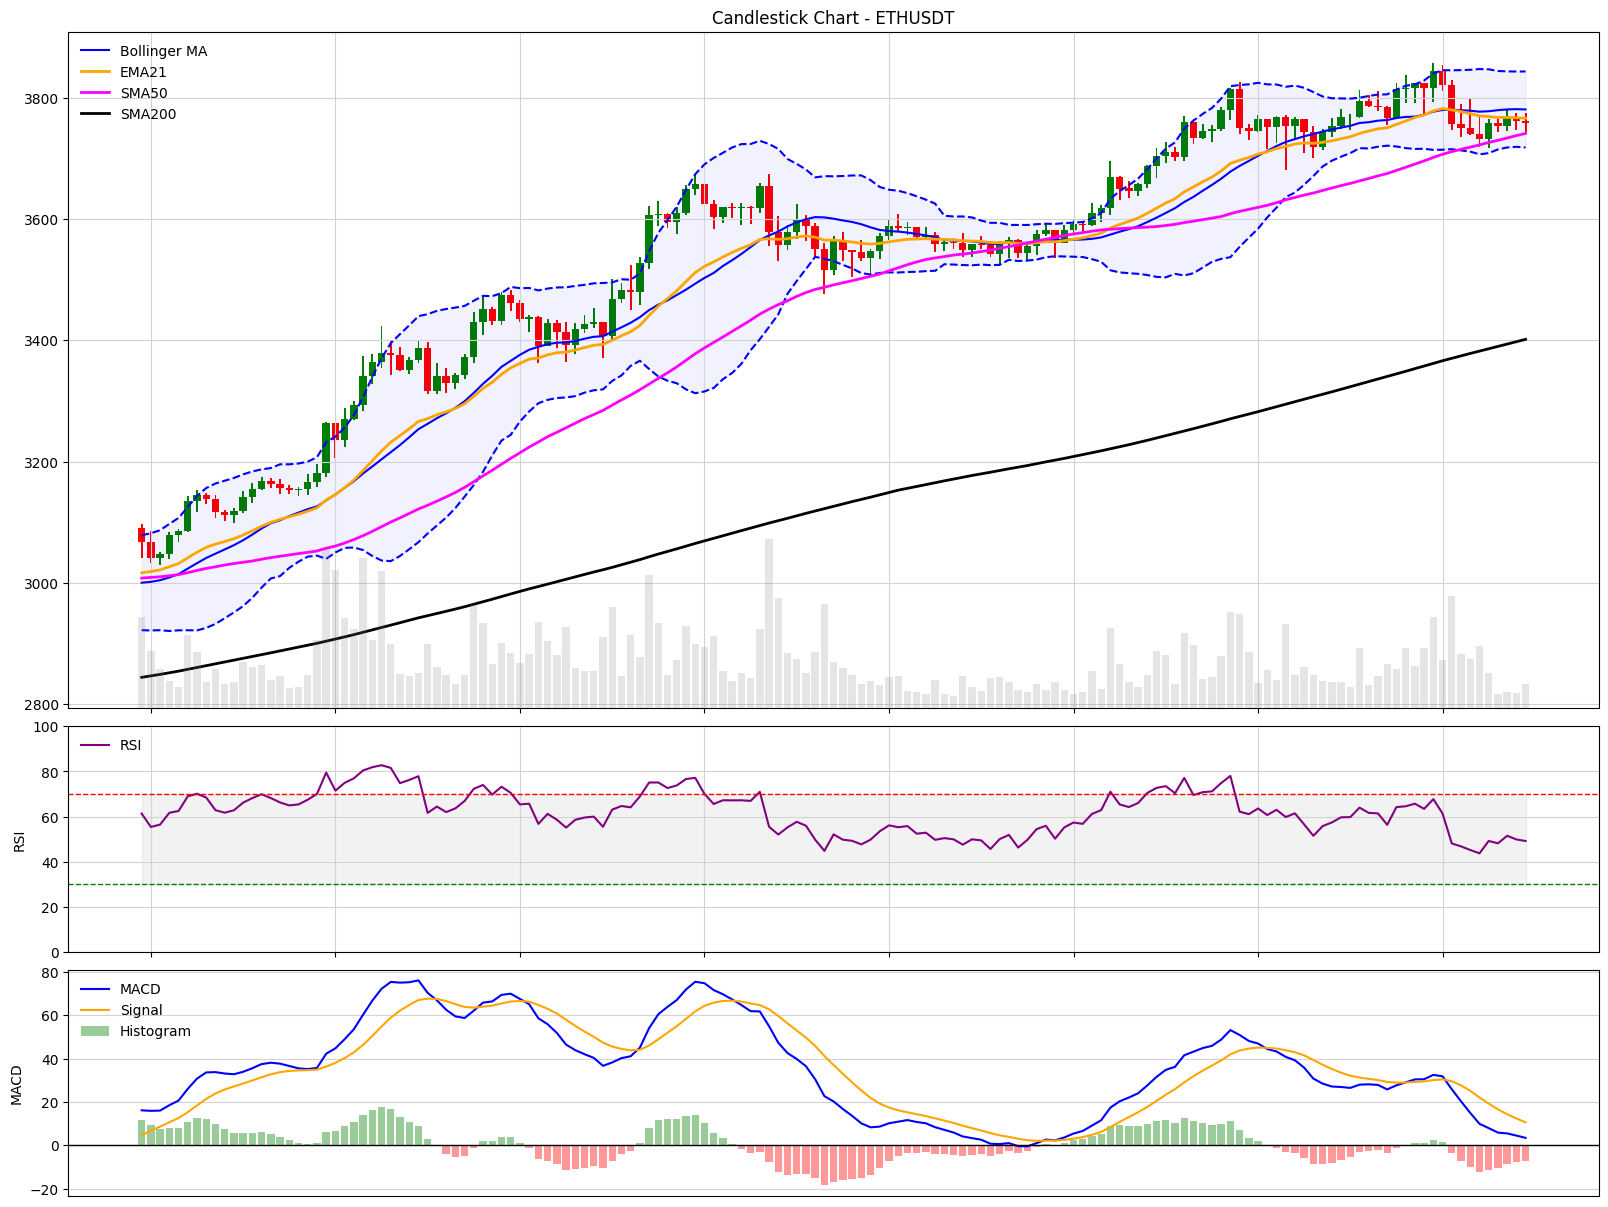 Candlestick Chart - ETHUSDT
Bollinger MA
EMA21
SMA50
SMA200
3800
3600
3400
3200
3000
2800
RSI
RSI
100
80
60
40
20
0
MACD
Signal
Histogram
MACD
80
60
40
20
0
−20